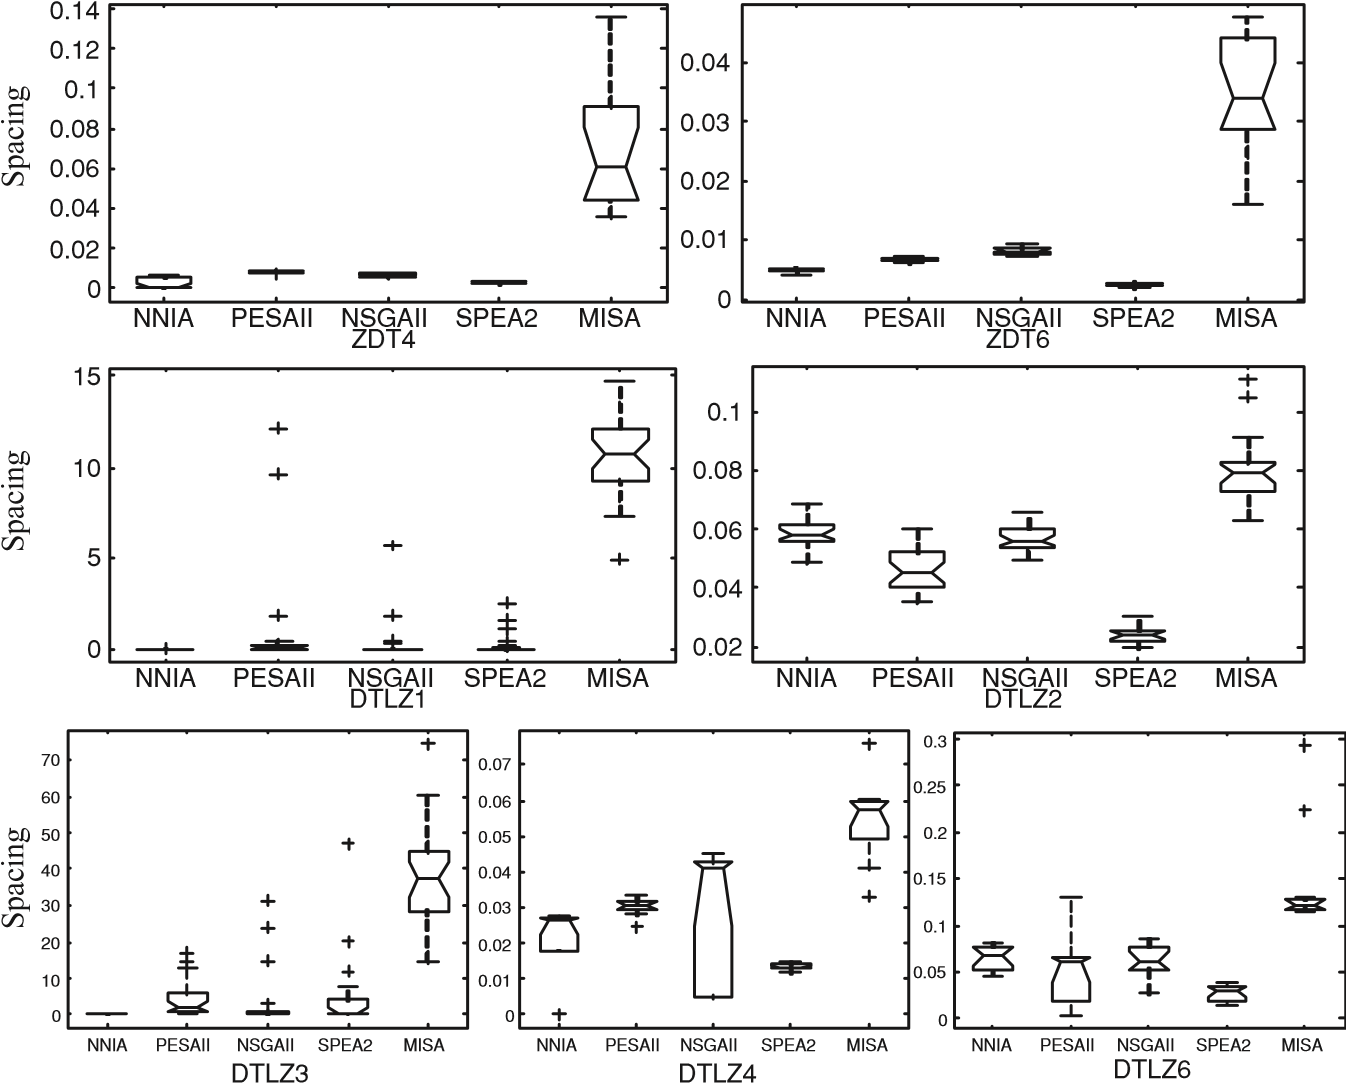 Spacing
0.14
0.12
0.1
0.08
0.06
0.04
0.02
0
NNIA PESAII NSGAII SPEA2 MISA
ZDT4
0.04
0.03
0.02
0.01
0
NNIA PESAII NSGAII SPEA2 MISA
ZDT6
Spacing
15
10
5
0
NNIA PESAII NSGAII SPEA2 MISA
DTLZ1
0.1
0.08
0.06
0.04
0.02
NNIA PESAII NSGAII SPEA2 MISA
DTLZ2
Spacing
70
60
50
40
30
20
10
0
NNIA PESAII NSGAII SPEA2 MISA
DTLZ3
0.07
0.06
0.05
0.04
0.03
0.02
0.01
0
NNIA PESAII NSGAII SPEA2 MISA
DTLZ4
0.3
0.25
0.2
0.15
0.1
0.05
0
NNIA PESAII NSGAII SPEA2 MISA
DTLZ6